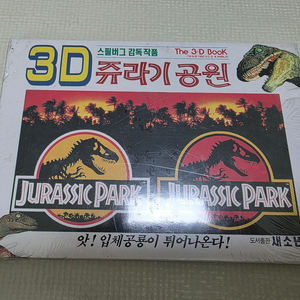 스필버그 감독작품
The 3·D BooK
3D 쥬라기 공원
JURASSIC PARK
JURASSIC PARK
앗! 입체공룡이 튀어나온다!
도서출판 새소년